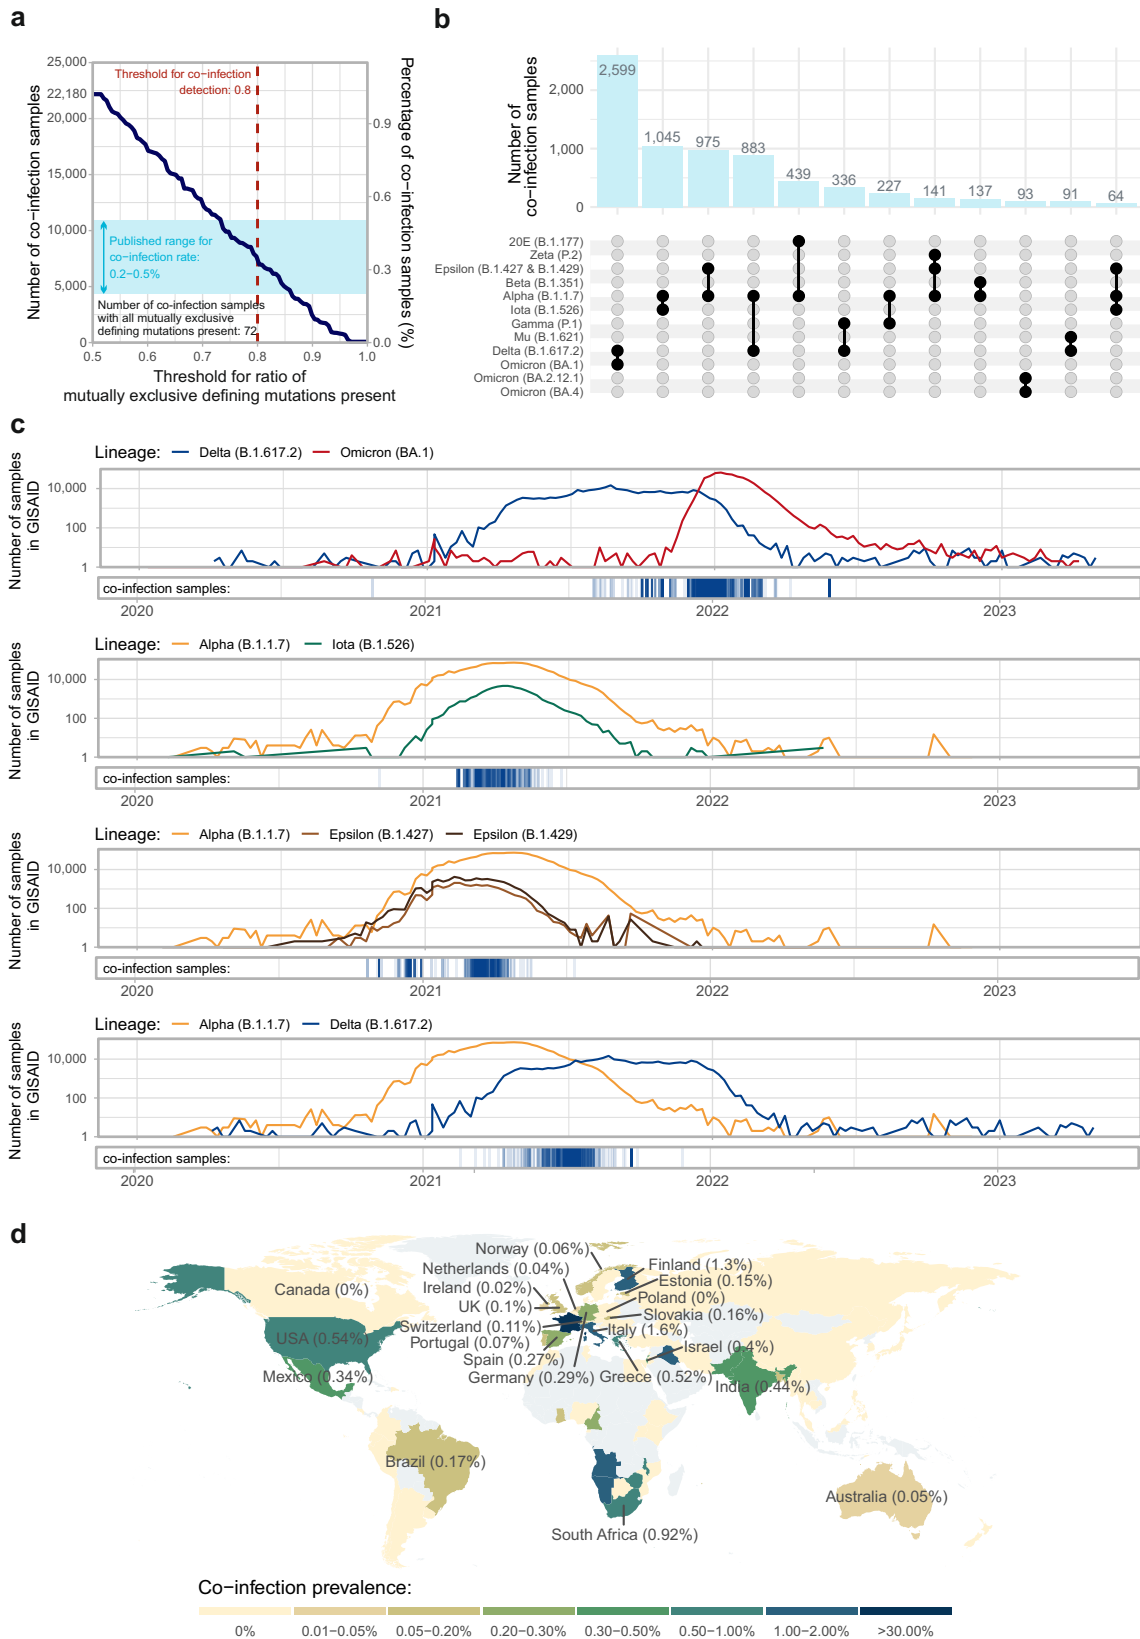 a
25,000
22,180
20,000
15,000
10,000
5,000
0
Number of co−infection samples
Threshold for co−infection
detection: 0.8
Published range for
co−infection rate:
0.2−0.5%
Number of co-infection samples
with all mutually exclusive
defining mutations present: 72
0.9
0.6
0.3
0.0
Percentage of co−infection samples (%)
0.5 0.6 0.7 0.8 0.9 1.0
Threshold for ratio of
mutually exclusive defining mutations present
b
Number of
co−infection samples
2,000
1,000
0
2,599 1,045 975 883 439 336 227 141 137 93 91 64
20E (B.1.177)
Zeta (P.2)
Epsilon (B.1.427 & B.1.429)
Beta (B.1.351)
Alpha (B.1.1.7)
Iota (B.1.526)
Gamma (P.1)
Mu (B.1.621)
Delta (B.1.617.2)
Omicron (BA.1)
Omicron (BA.2.12.1)
Omicron (BA.4)
c
Lineage: Delta (B.1.617.2) Omicron (BA.1)
Number of samples
in GISAID
10,000
100
1
co−infection samples:
2020 2021 2022 2023
Lineage: Alpha (B.1.1.7) Iota (B.1.526)
Number of samples
in GISAID
10,000
100
1
co−infection samples:
2020 2021 2022 2023
Lineage: Alpha (B.1.1.7) Epsilon (B.1.427) Epsilon (B.1.429)
Number of samples
in GISAID
10,000
100
1
co−infection samples:
2020 2021 2022 2023
Lineage: Alpha (B.1.1.7) Delta (B.1.617.2)
Number of samples
in GISAID
10,000
100
1
co−infection samples:
2020 2021 2022 2023
d
Norway (0.06%)
Netherlands (0.04%)
Ireland (0.02%)
UK (0.1%)
Switzerland (0.11%)
Portugal (0.07%)
Spain (0.27%)
Germany (0.29%)
Finland (1.3%)
Estonia (0.15%)
Poland (0%)
Slovakia (0.16%)
Italy (1.6%)
Israel (0.4%)
Greece (0.52%)
India (0.44%)
Canada (0%)
USA (0.54%)
Mexico (0.34%)
Brazil (0.17%)
South Africa (0.92%)
Australia (0.05%)
Co−infection prevalence:
0% 0.01−0.05% 0.05−0.20% 0.20−0.30% 0.30−0.50% 0.50−1.00% 1.00−2.00% >30.00%